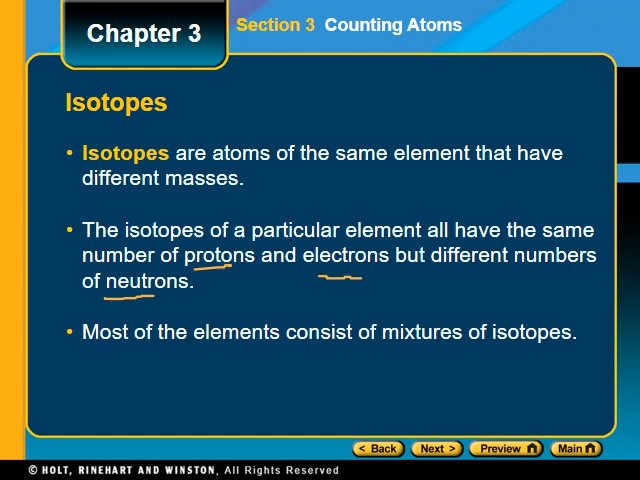 Chapter 3
Section 3 Counting Atoms
Isotopes
• Isotopes are atoms of the same element that have
different masses.
• The isotopes of a particular element all have the same
number of protons and electrons but different numbers
of neutrons.
• Most of the elements consist of mixtures of isotopes.
< Back Next > Preview Main
© HOLT, RINEHART AND WINSTON, All Rights Reserved